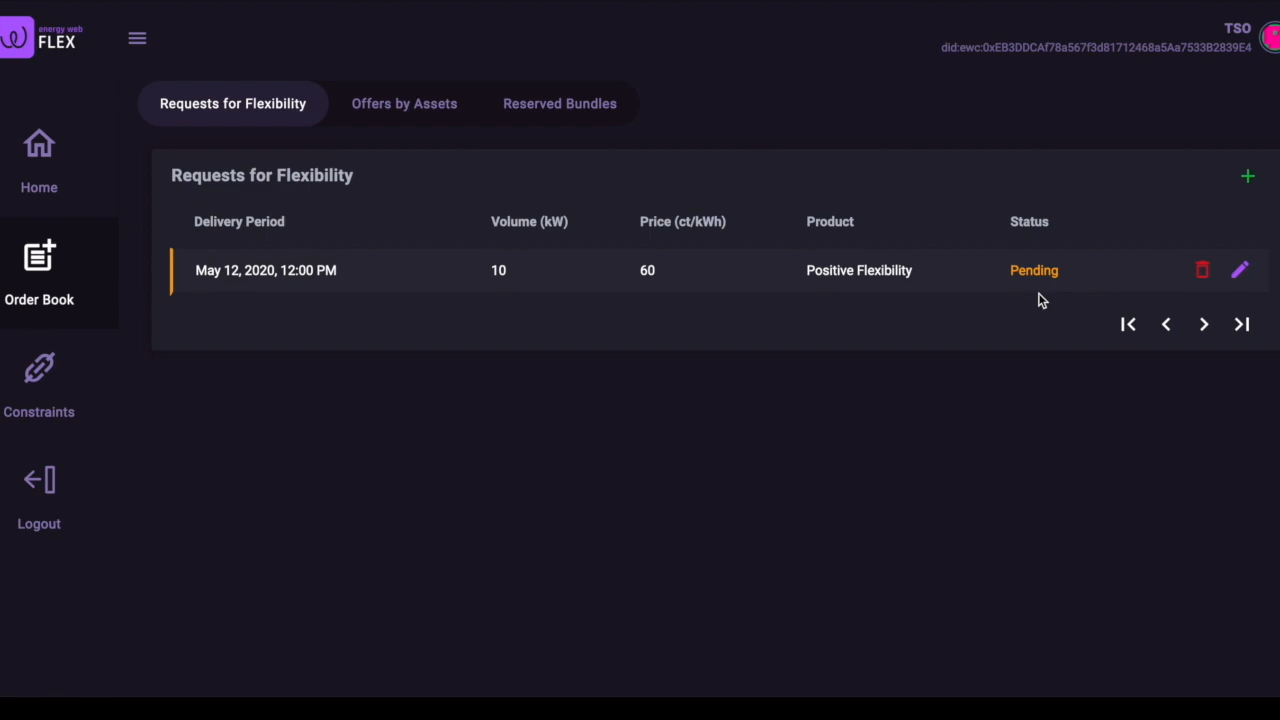 energy web
FLEX
TSO
did:ewc:0xEB3DDCAf78a567f3d81712468a5Aa7533B2839E4
Requests for Flexibility
Offers by Assets
Reserved Bundles
Home
Order Book
Constraints
Logout
Requests for Flexibility
Delivery Period Volume (kW) Price (ct/kWh) Product Status
May 12, 2020, 12:00 PM 10 60 Positive Flexibility Pending